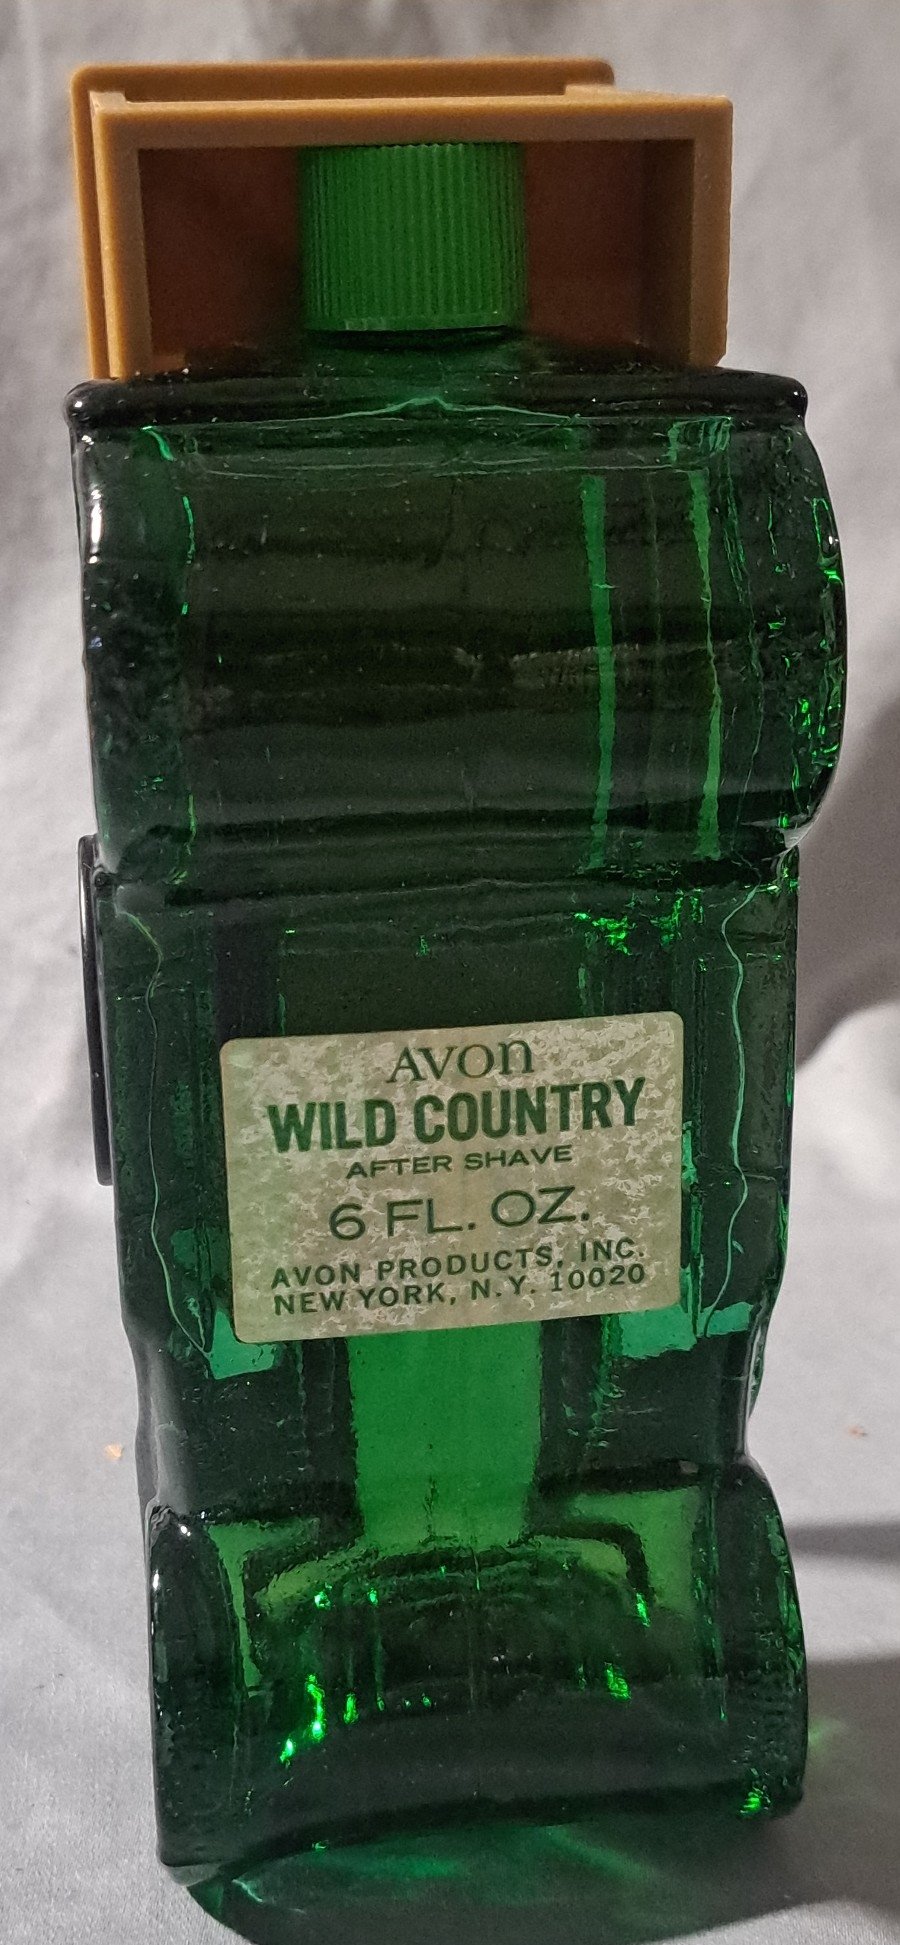 AVON
WILD COUNTRY
AFTER SHAVE
6 FL. OZ.
AVON PRODUCTS, INC.
NEW YORK, N.Y. 10020